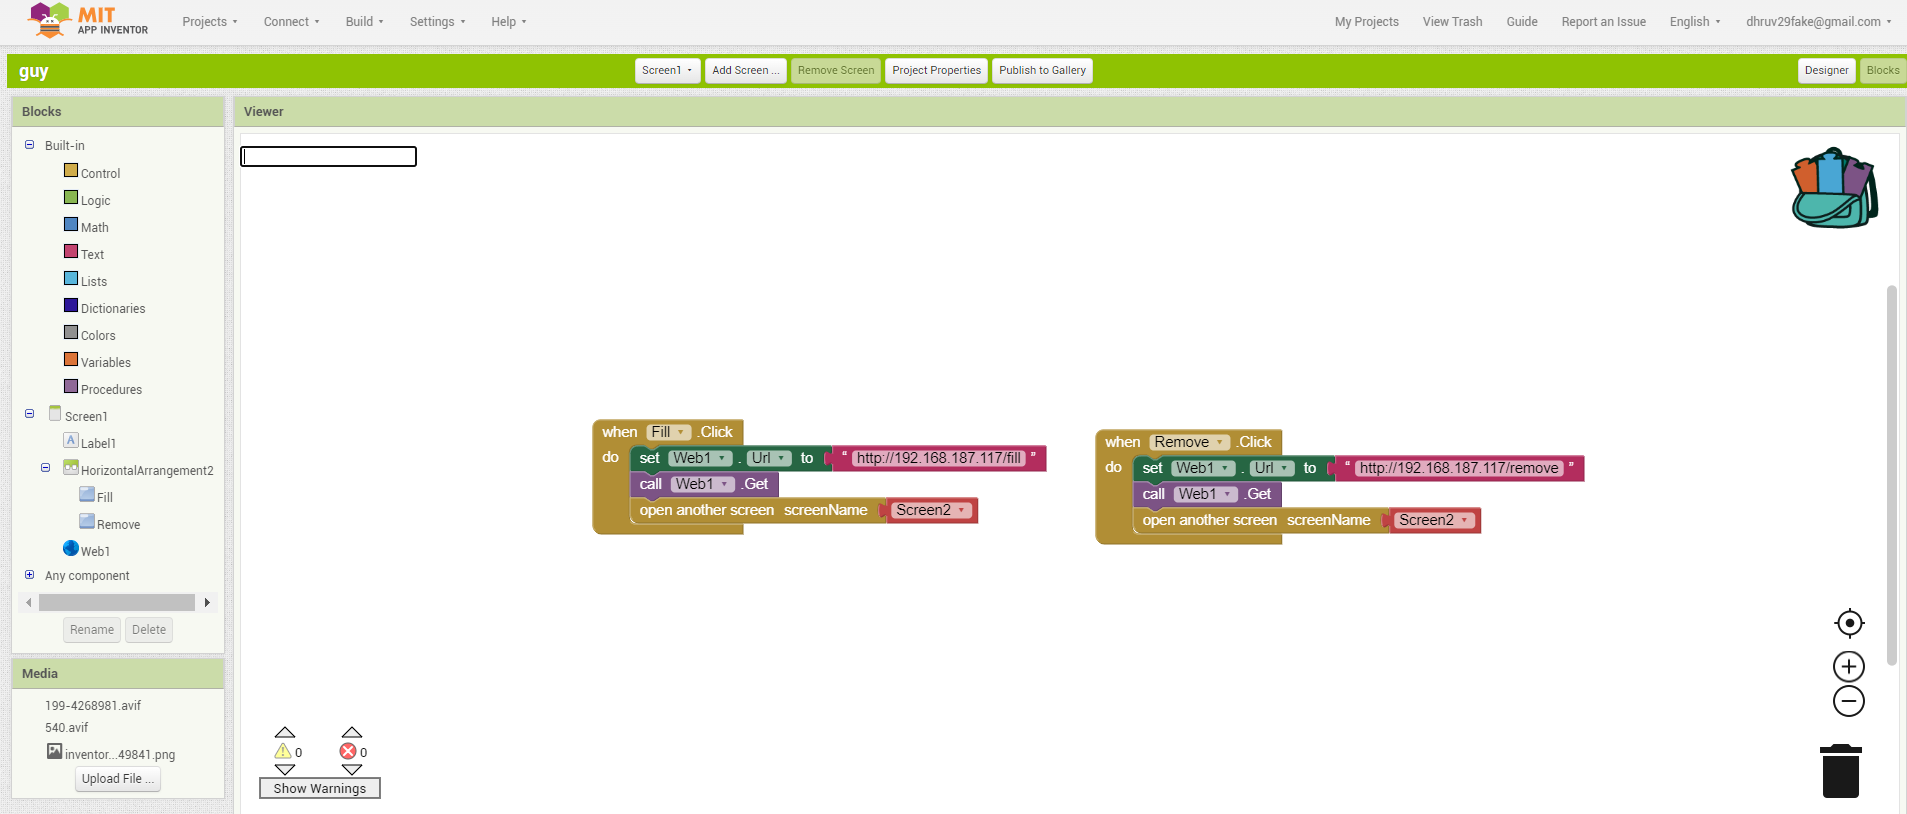 MIT
APP INVENTOR
Projects Connect Build Settings Help My Projects View Trash Guide Report an Issue English dhruv29fake@gmail.com
guy Screen1 Add Screen ... Remove Screen Project Properties Publish to Gallery Designer Blocks
Blocks
Built-in
Control
Logic
Math
Text
Lists
Dictionaries
Colors
Variables
Procedures
Screen1
A Label1
HorizontalArrangement2
Fill
Remove
Web1
Any component
Rename Delete
Media
199-4268981.avif
540.avif
inventor...49841.png
Upload File ...
Viewer
when Fill .Click
do set Web1 . Url to “ http://192.168.187.117/fill ”
call Web1 .Get
open another screen screenName Screen2
when Remove .Click
do set Web1 . Url to “ http://192.168.187.117/remove ”
call Web1 .Get
open another screen screenName Screen2
0 0
Show Warnings